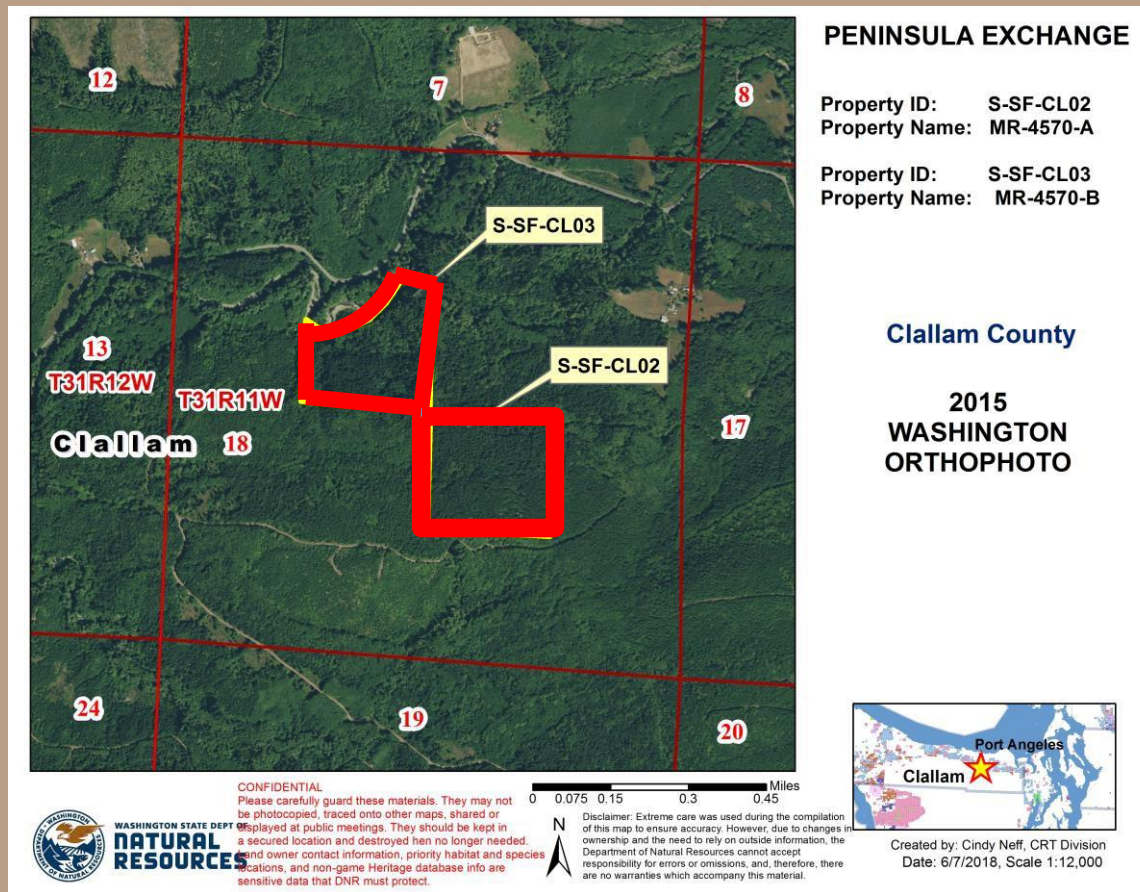 PENINSULA EXCHANGE
Property ID: S-SF-CL02
Property Name: MR-4570-A
Property ID: S-SF-CL03
Property Name: MR-4570-B
Clallam County
2015
WASHINGTON
ORTHOPHOTO
12
7
8
S-SF-CL03
S-SF-CL02
13
T31R12W
T31R11W
Clallam
18
17
24
19
20
Port Angeles
Clallam
WASHINGTON STATE DEPT OF
NATURAL
RESOURCES
WASHINGTON
DEPARTMENT OF NATURAL RESOURCES
CONFIDENTIAL
Please carefully guard these materials. They may not
be photocopied, traced onto other maps, shared or
displayed at public meetings. They should be kept in
a secured location and destroyed hen no longer needed.
and owner contact information, priority habitat and species
locations, and non-game Heritage database info are
sensitive data that DNR must protect.
Miles
0 0.075 0.15 0.3 0.45
N
Disclaimer: Extreme care was used during the compilation
of this map to ensure accuracy. However, due to changes in
ownership and the need to rely on outside information, the
Department of Natural Resources cannot accept
responsibility for errors or omissions, and, therefore, there
are no warranties which accompany this material.
Created by: Cindy Neff, CRT Division
Date: 6/7/2018, Scale 1:12,000